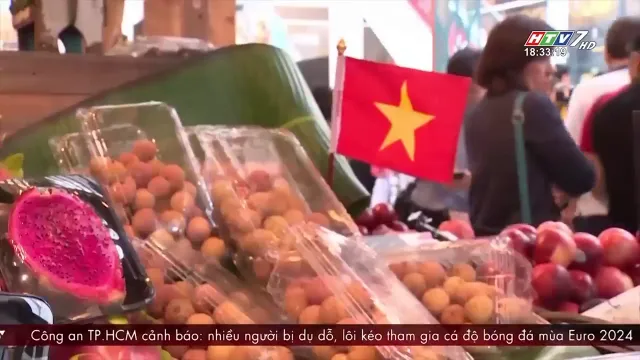 HTV7 HD
18:33:19
Công an TP.HCM cảnh báo: nhiều người bị dụ dỗ, lôi kéo tham gia cá độ bóng đá mùa Euro 2024